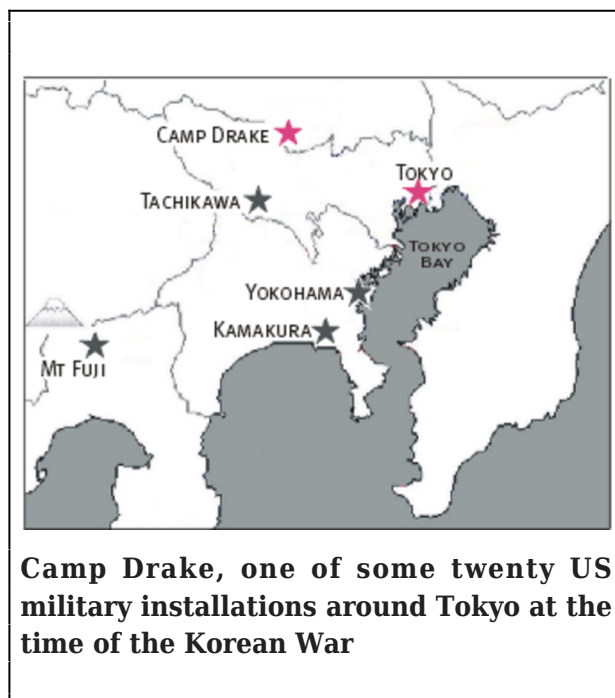 CAMP DRAKE
TOKYO
TACHIKAWA
TOKYO
BAY
YOKOHAMA
KAMAKURA
MT FUJI
Camp Drake, one of some twenty US
military installations around Tokyo at the
time of the Korean War